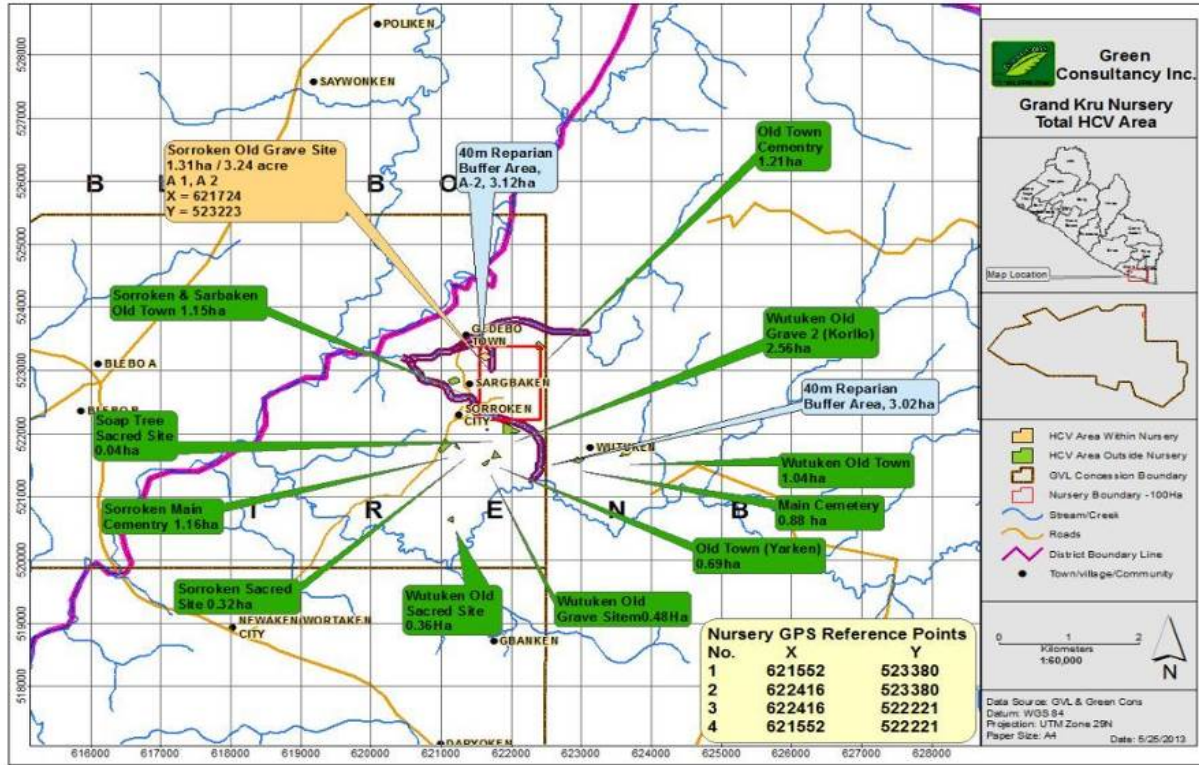 POLIKEN
SAYWONKEN
Sorroken Old Grave Site
1.31ha / 3.24 acre
A 1, A 2
X = 621724
Y = 523223
40m Reparian
Buffer Area,
A-2, 3.12ha
Old Town
Cementry
1.21ha
B B O
Sorroken & Sarbaken
Old Town 1.15ha
Wutuken Old
Grave 2 (Korllo)
2.56ha
TOWN
BLEBO A
SARGBAKEN
40m Reparian
Buffer Area, 3.02ha
SORROKEN
CITY
Soap Tree
Sacred Site
0.04ha
WUTUKEN
Wutuken Old Town
1.04ha
Sorroken Main
Cementry 1.16ha
Main Cemetery
0.88 ha
R E N B
Old Town (Yarken)
0.69ha
Sorroken Sacred
Site 0.32ha
Wutuken Old
Sacred Site
0.36Ha
Wutuken Old
Grave Sitem0.48Ha
NEWAKEN(WORTAKEN
CITY
GBANKEN
DARYOKEN
Nursery GPS Reference Points
No. X Y
1 621552 523380
2 622416 523380
3 622416 522221
4 621552 522221
528000
527000
526000
525000
524000
523000
522000
521000
520000
519000
518000
616000 617000 618000 619000 620000 621000 622000 623000 624000 625000 626000 627000 628000
Green
Consultancy Inc.
Grand Kru Nursery
Total HCV Area
Map Location
HCV Area Within Nursery
HCV Area Outside Nursery
GVL Concession Boundary
Nursery Boundary -100Ha
Stream/Creek
Roads
District Boundary Line
Town/village/Community
0 1 2
Kilometers
1:60,000
N
Data Source: GVL & Green Cons
Datum: WGS 84
Projection: UTM Zone 29N
Paper Size: A4
Date: 5/25/2013